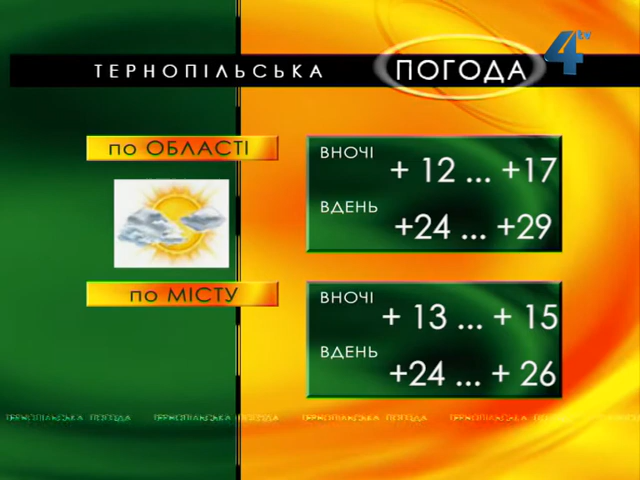 ТЕРНОПІЛЬСЬКА ПОГОДА
4 tv
по ОБЛАСТІ
ВНОЧІ
+ 12 ... +17
ВДЕНЬ
+24 ... +29
по МІСТУ
ВНОЧІ
+ 13 ... + 15
ВДЕНЬ
+24 ... + 26
ТЕРНОПІЛЬСЬКА ПОГОДА ТЕРНОПІЛЬСЬКА ПОГОДА ТЕРНОПІЛЬСЬКА ПОГОДА ТЕРНОПІЛЬСЬКА ПОГОДА